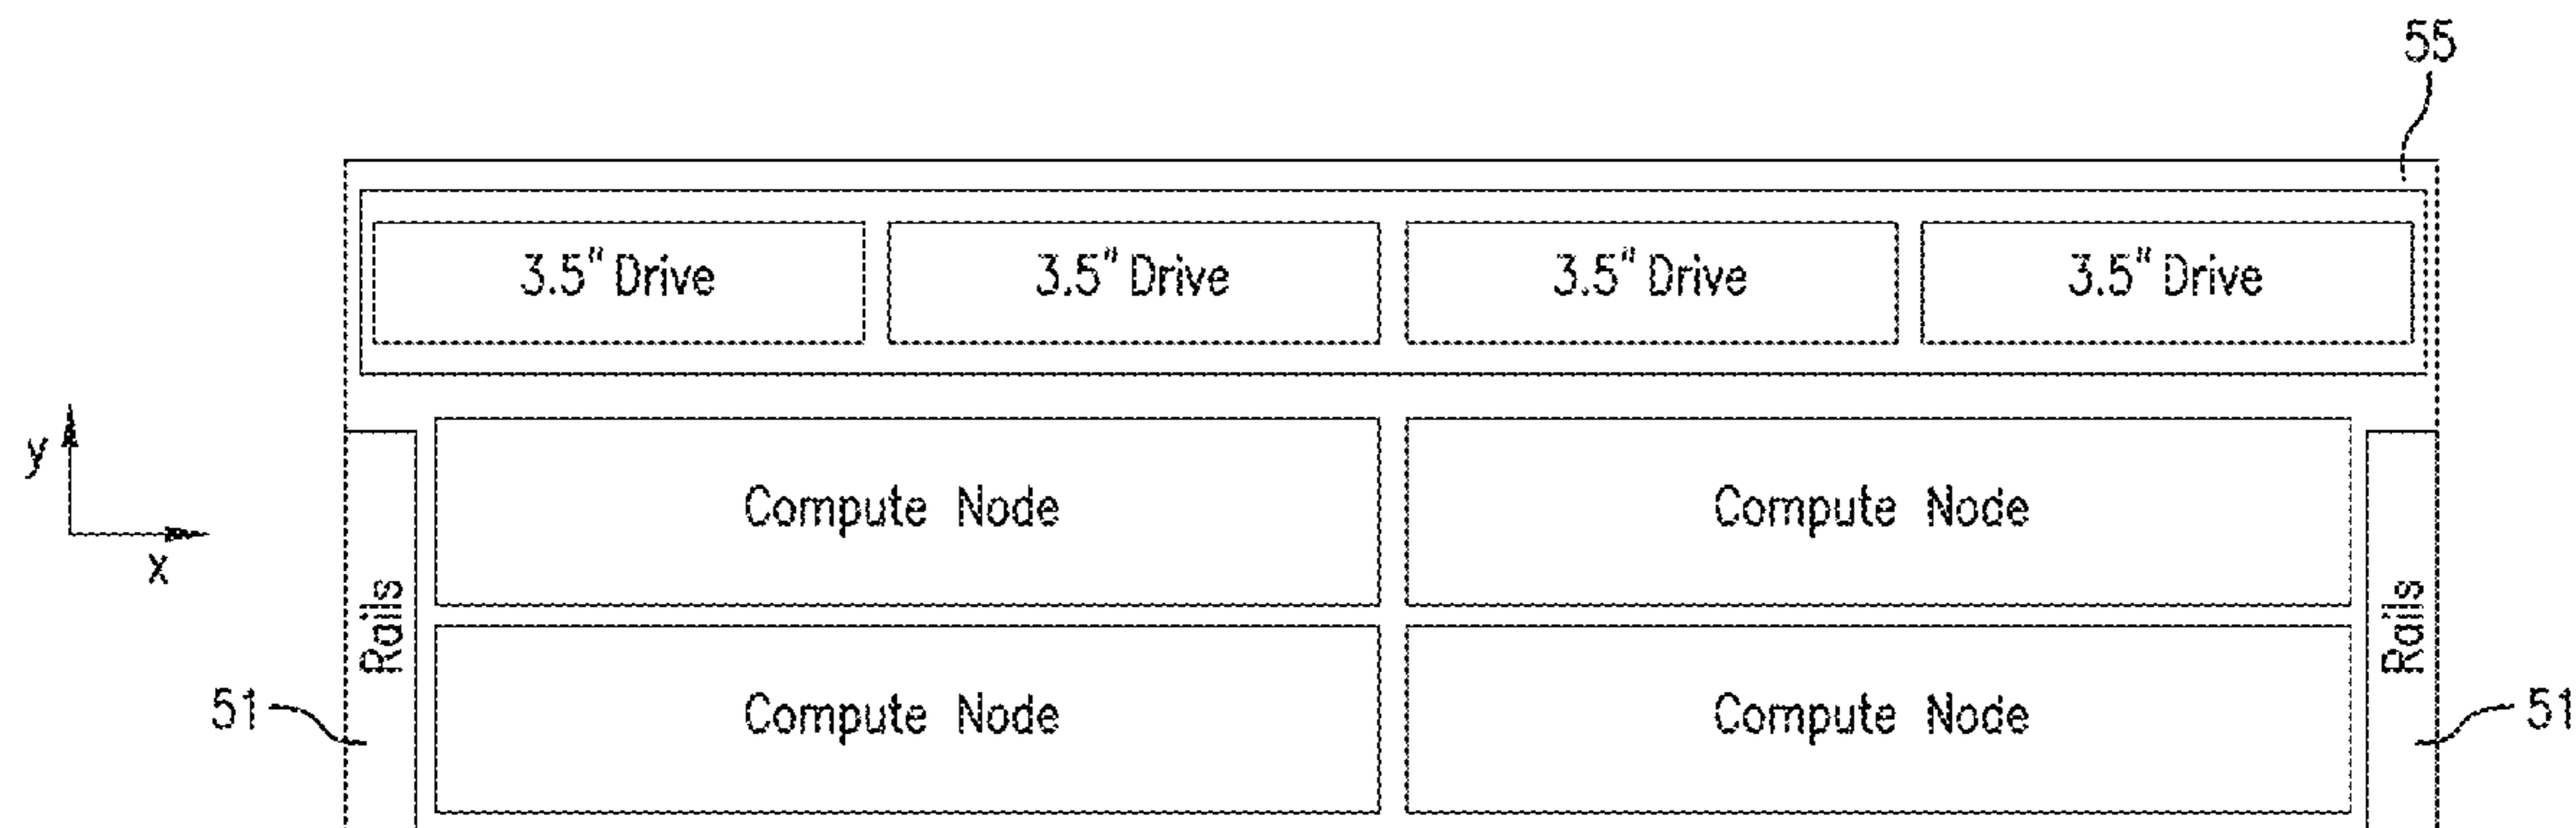 55
3.5" Drive 3.5" Drive 3.5" Drive 3.5" Drive
y
x
Compute Node Compute Node
Rails Rails
Compute Node Compute Node
51 51